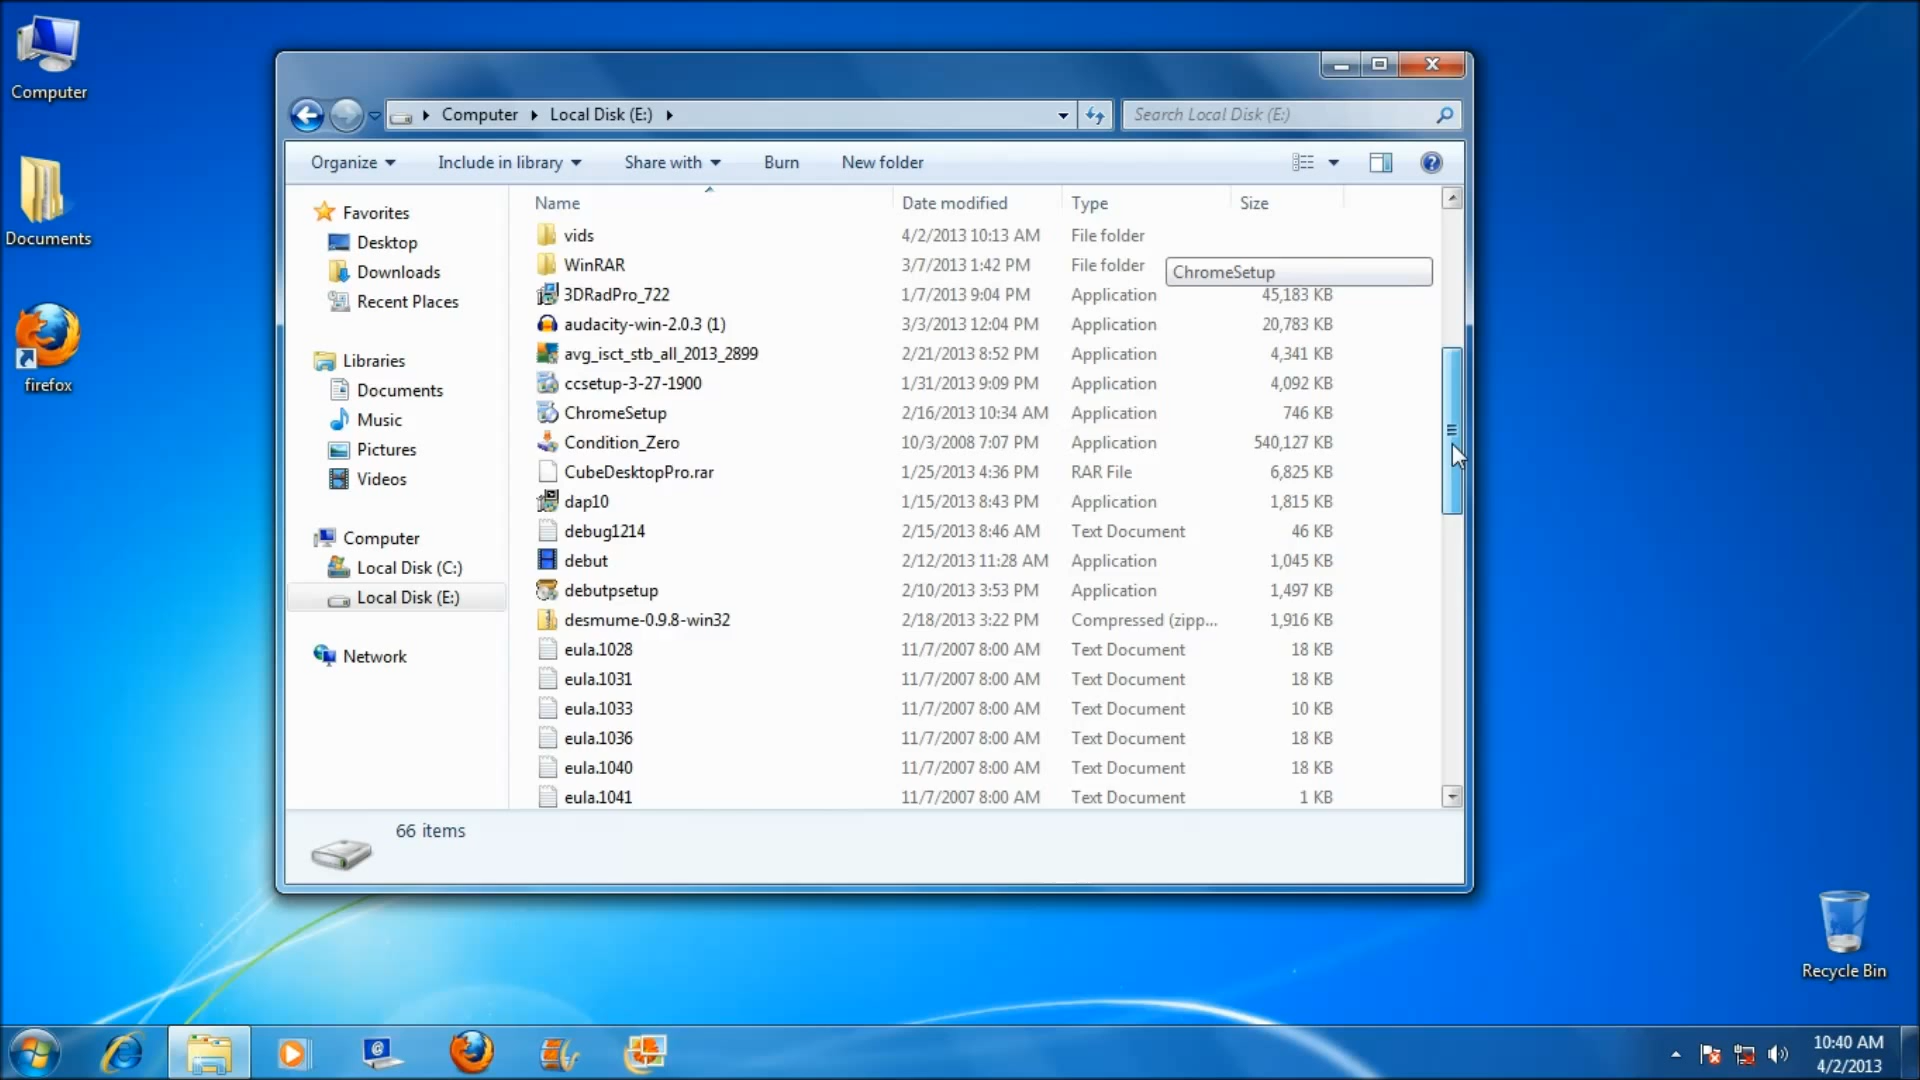 Computer
Documents
firefox
Recycle Bin
Computer Local Disk (E:)
Search Local Disk (E:)
Organize Include in library Share with Burn New folder
Favorites
Desktop
Downloads
Recent Places
Libraries
Documents
Music
Pictures
Videos
Computer
Local Disk (C:)
Local Disk (E:)
Network
Name Date modified Type Size
vids 4/2/2013 10:13 AM File folder
WinRAR 3/7/2013 1:42 PM File folder
ChromeSetup
3DRadPro_722 1/7/2013 9:04 PM Application 45,183 KB
audacity-win-2.0.3 (1) 3/3/2013 12:04 PM Application 20,783 KB
avg_isct_stb_all_2013_2899 2/21/2013 8:52 PM Application 4,341 KB
ccsetup-3-27-1900 1/31/2013 9:09 PM Application 4,092 KB
ChromeSetup 2/16/2013 10:34 AM Application 746 KB
Condition_Zero 10/3/2008 7:07 PM Application 540,127 KB
CubeDesktopPro.rar 1/25/2013 4:36 PM RAR File 6,825 KB
dap10 1/15/2013 8:43 PM Application 1,815 KB
debug1214 2/15/2013 8:46 AM Text Document 46 KB
debut 2/12/2013 11:28 AM Application 1,045 KB
debutpsetup 2/10/2013 3:53 PM Application 1,497 KB
desmume-0.9.8-win32 2/18/2013 3:22 PM Compressed (zipp... 1,916 KB
eula.1028 11/7/2007 8:00 AM Text Document 18 KB
eula.1031 11/7/2007 8:00 AM Text Document 18 KB
eula.1033 11/7/2007 8:00 AM Text Document 10 KB
eula.1036 11/7/2007 8:00 AM Text Document 18 KB
eula.1040 11/7/2007 8:00 AM Text Document 18 KB
eula.1041 11/7/2007 8:00 AM Text Document 1 KB
66 items
10:40 AM
4/2/2013